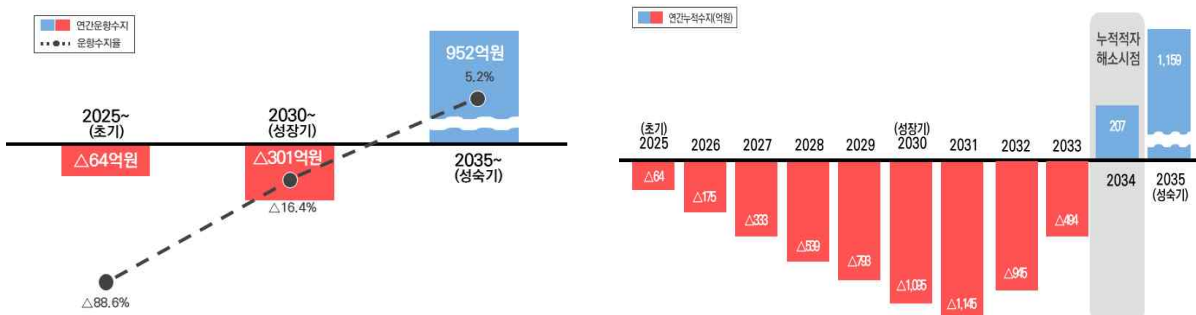 연간운항수지
운항수지율
2025~
(초기)
△64억원
△88.6%
2030~
(성장기)
△301억원
△16.4%
952억원
5.2%
2035~
(성숙기)
연간누적수지(억원)
누적적자
해소시점
(초기)
2025
2026
2027
2028
2029
(성장기)
2030
2031
2032
2033
2034
2035
(성숙기)
△64
△175
△333
△539
△793
△1,095
△1,145
△945
△494
207
1,159